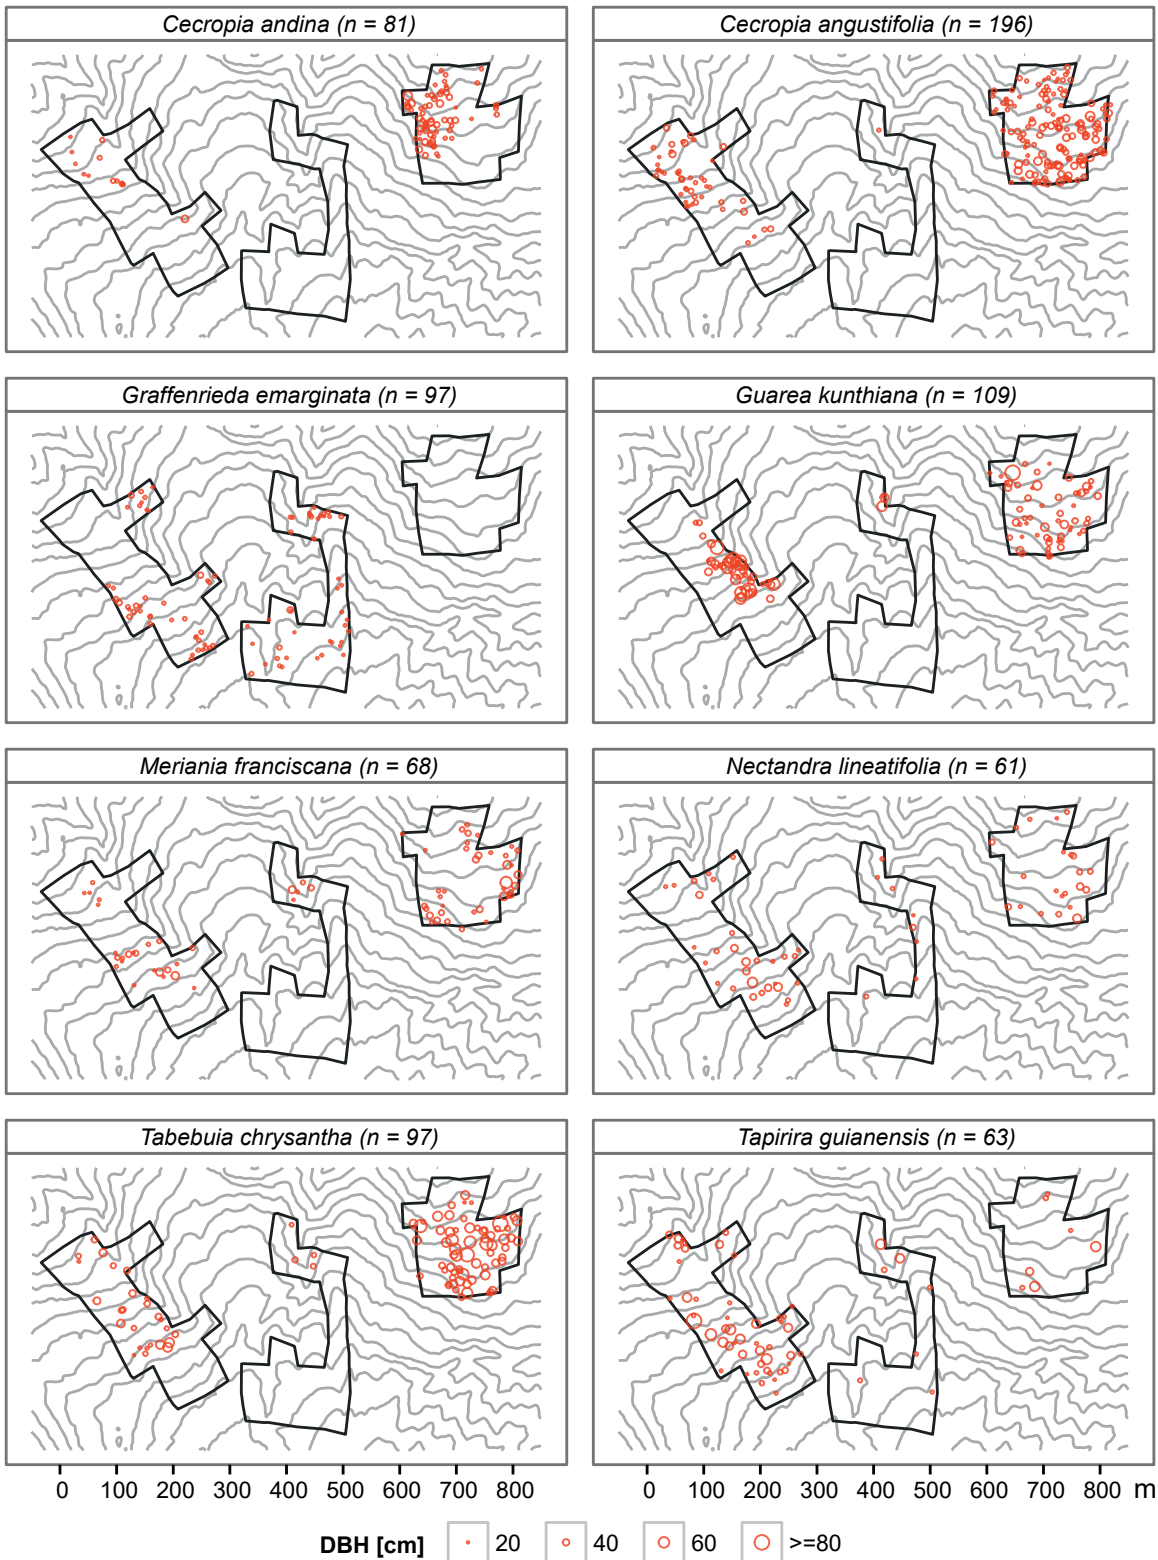 Cecropia andina (n = 81)
Cecropia angustifolia (n = 196)
Graffenrieda emarginata (n = 97)
Guarea kunthiana (n = 109)
Meriania franciscana (n = 68)
Nectandra lineatifolia (n = 61)
Tabebuia chrysantha (n = 97)
Tapirira guianensis (n = 63)
0 100 200 300 400 500 600 700 800
0 100 200 300 400 500 600 700 800 m
DBH [cm] 20 40 60 >=80